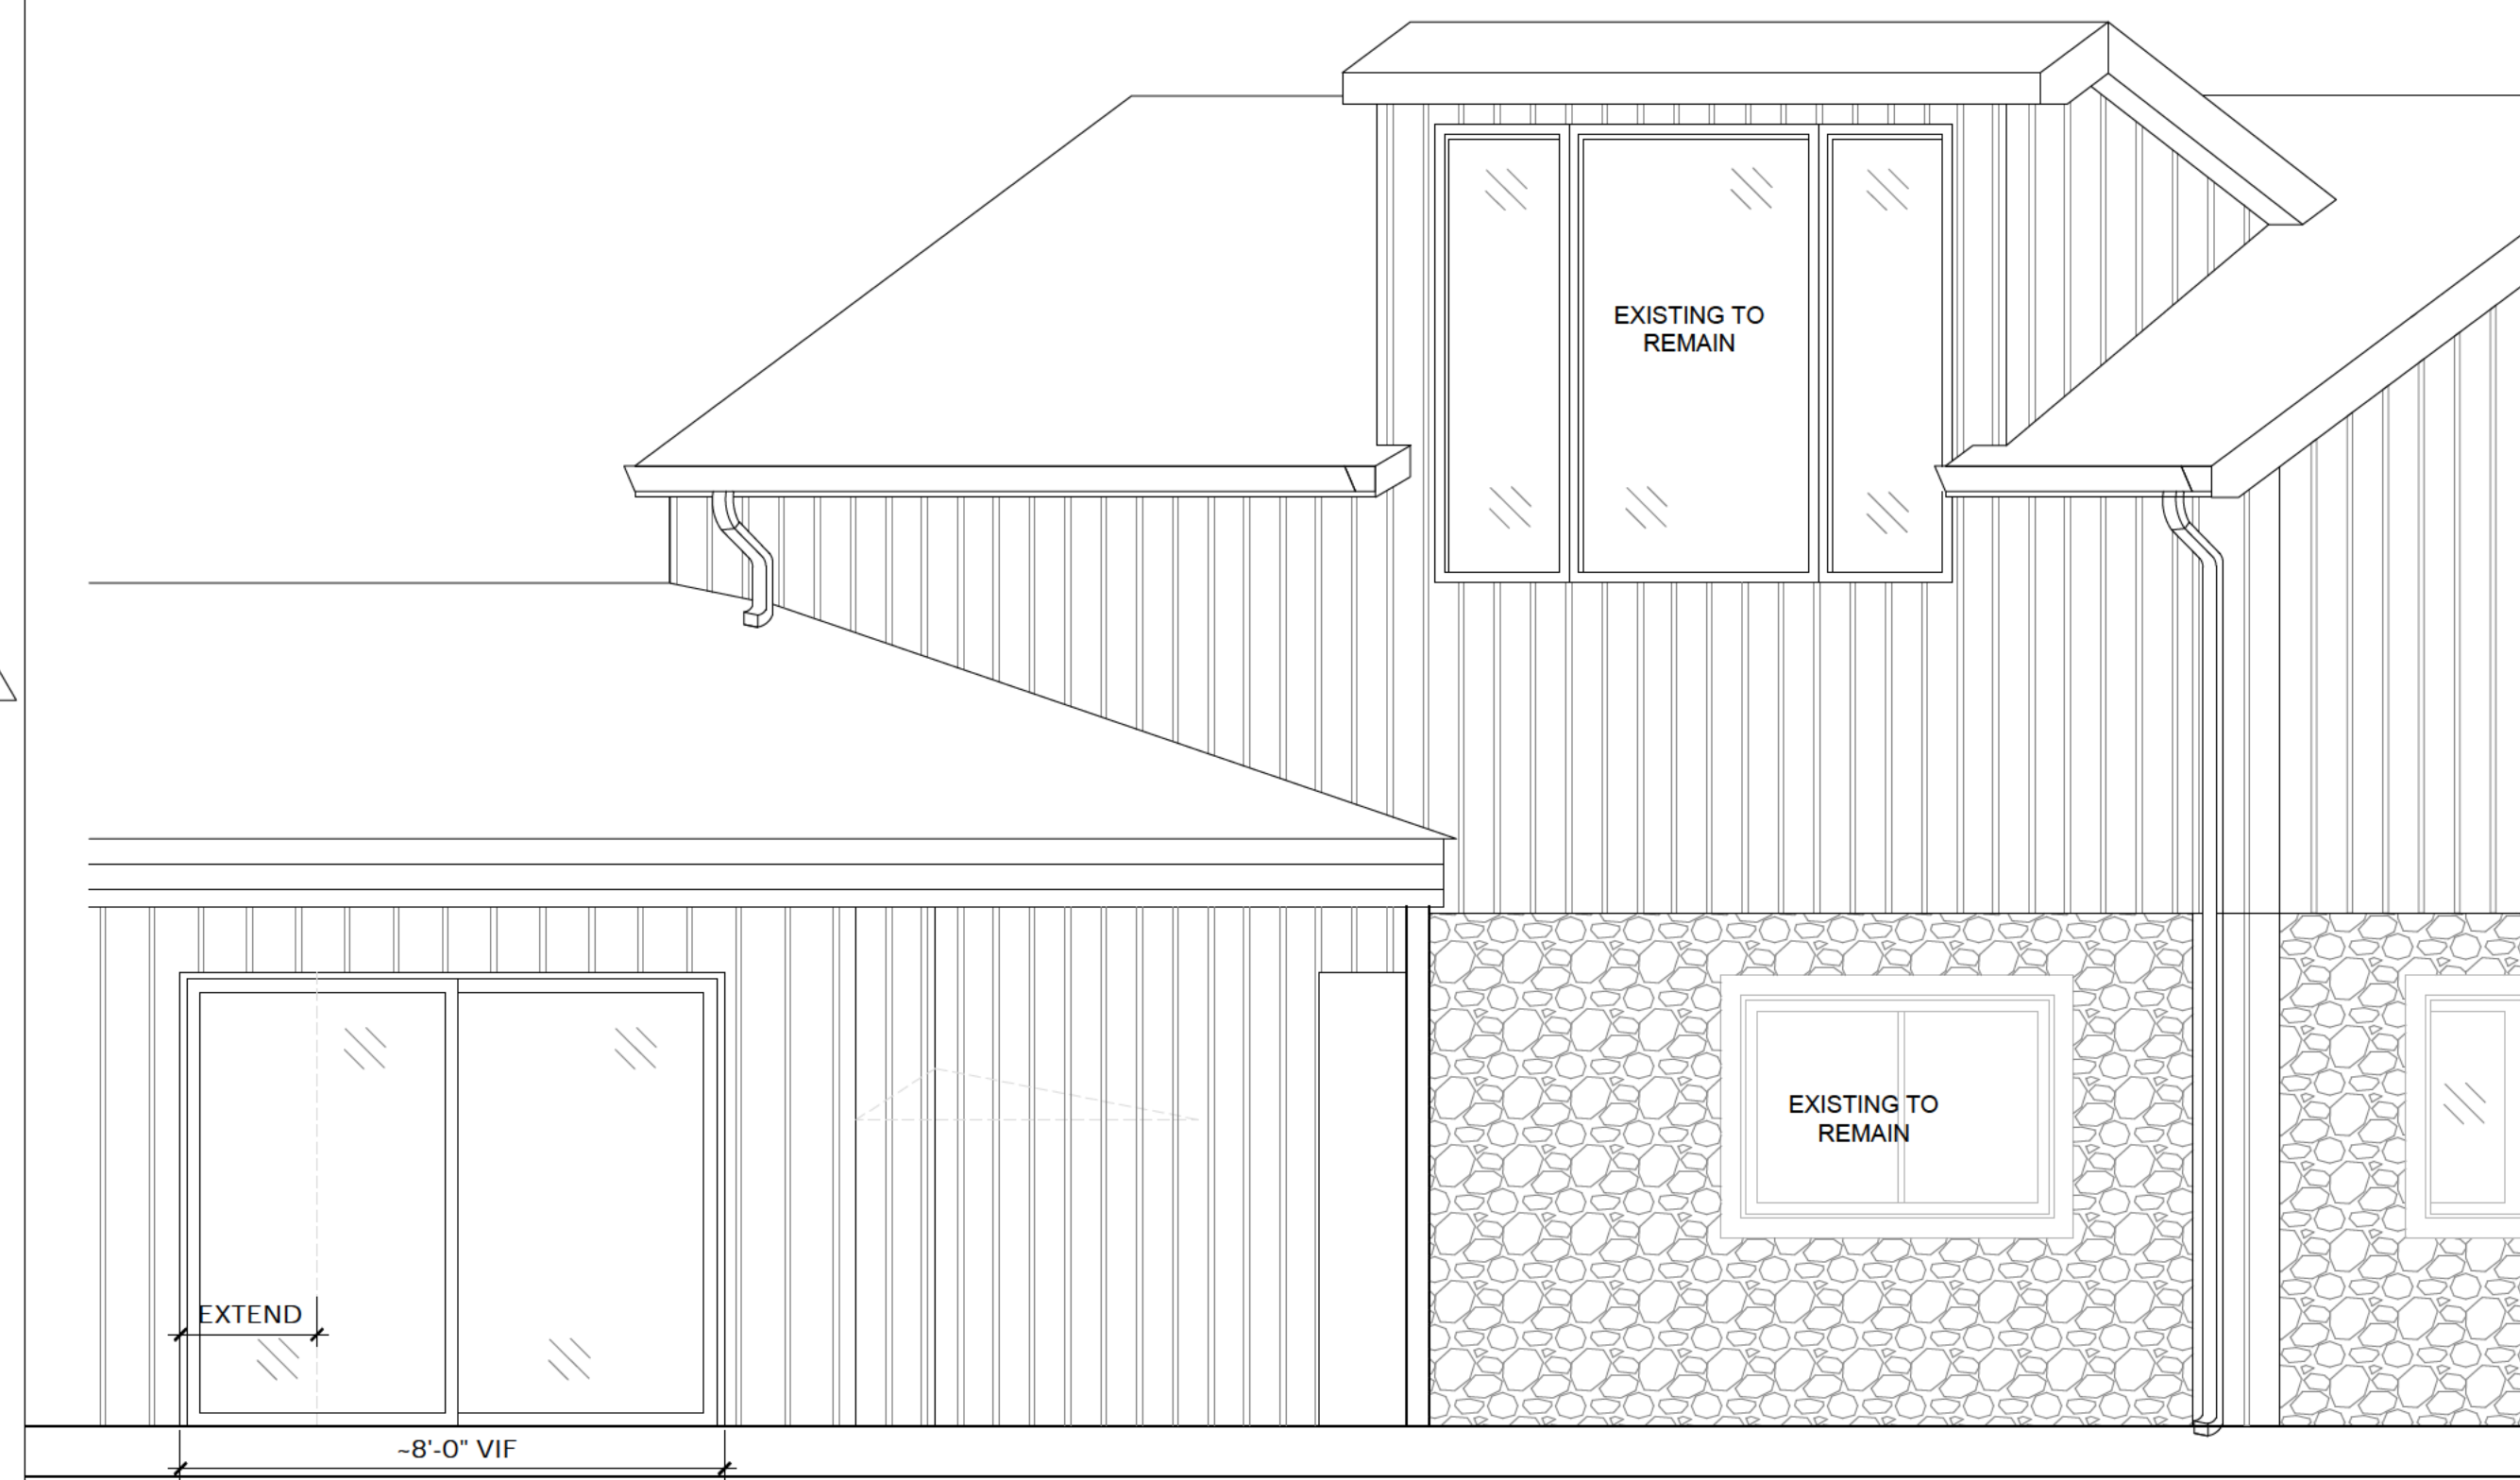 EXISTING TO
REMAIN
EXISTING TO
REMAIN
EXTEND
~8'-0" VIF